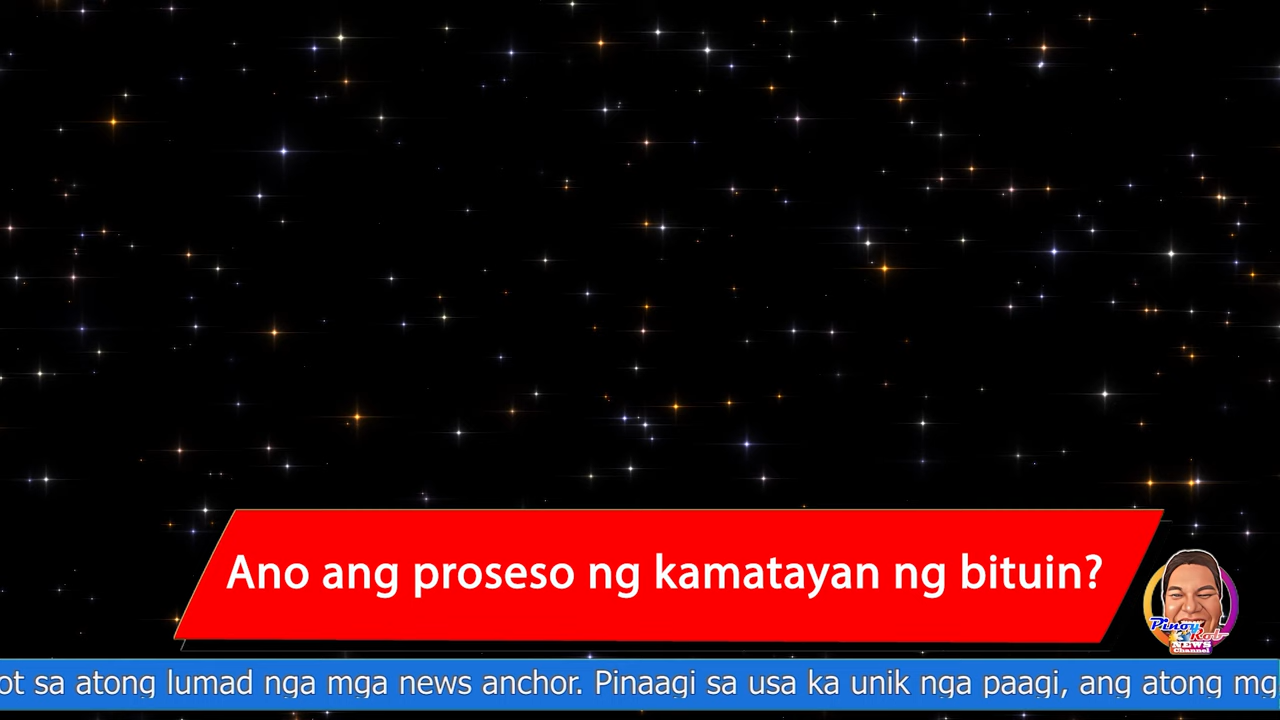 Ano ang proseso ng kamatayan ng bituin?
Pinoy
Rob
NEWS
Channel
ot sa atong lumad nga mga news anchor. Pinaagi sa usa ka unik nga paagi, ang atong mg